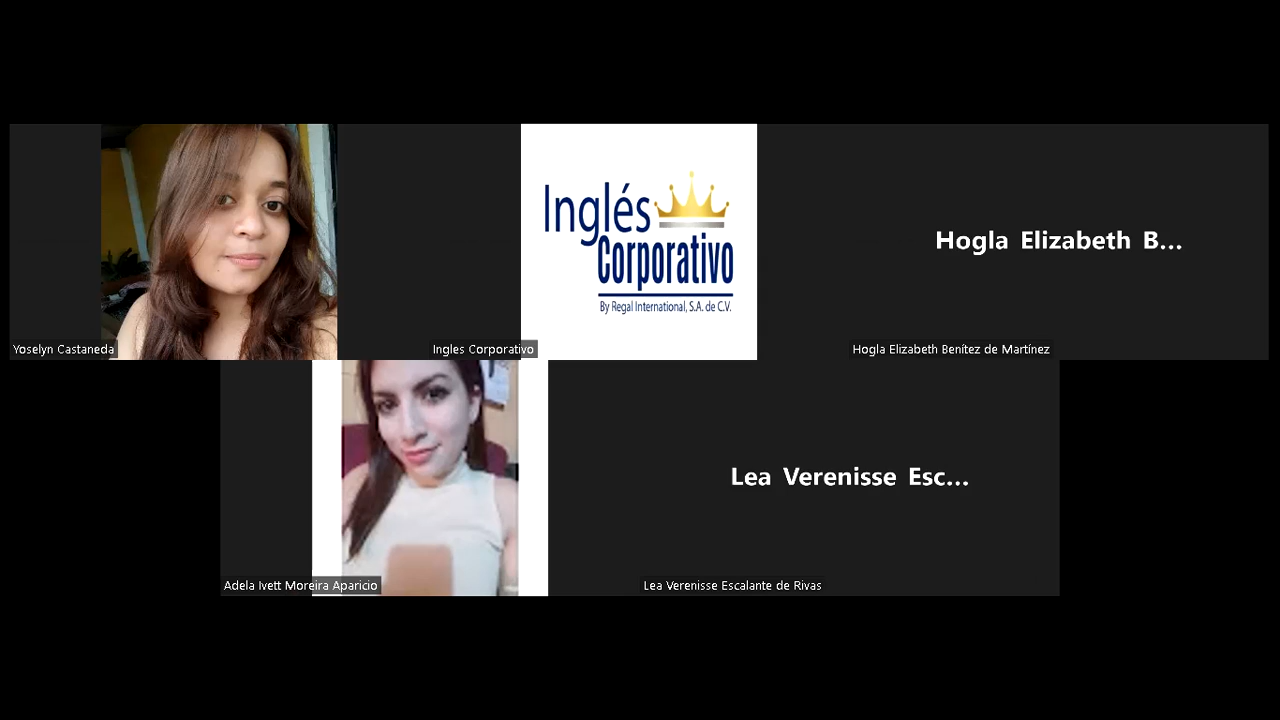 Inglés
Corporativo
By Regal International, S.A. de C.V.
Hogla Elizabeth B...
Yoselyn Castaneda
Ingles Corporativo
Hogla Elizabeth Benítez de Martínez
Lea Verenisse Esc...
Adela Ivett Moreira Aparicio
Lea Verenisse Escalante de Rivas